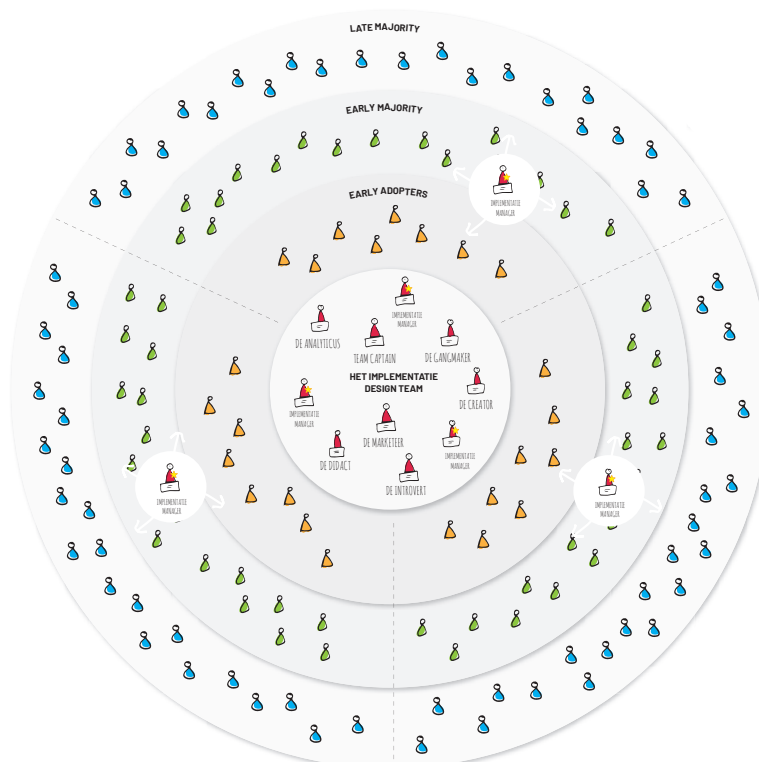 LATE MAJORITY
EARLY MAJORITY
EARLY ADOPTERS
IMPLEMENTATIE
MANAGER
IMPLEMENTATIE
MANAGER
DE ANALYTICUS
TEAM CAPTAIN
DE GANGMAKER
HET IMPLEMENTATIE
DESIGN TEAM
DE CREATOR
IMPLEMENTATIE
MANAGER
DE MARKETEER
IMPLEMENTATIE
MANAGER
DE DIDACT
DE INTROVERT
IMPLEMENTATIE
MANAGER
IMPLEMENTATIE
MANAGER